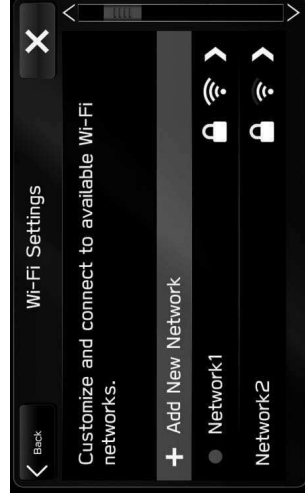 Back
Wi-Fi Settings
Customize and connect to available Wi-Fi
networks.
+ Add New Network
Network1
Network2